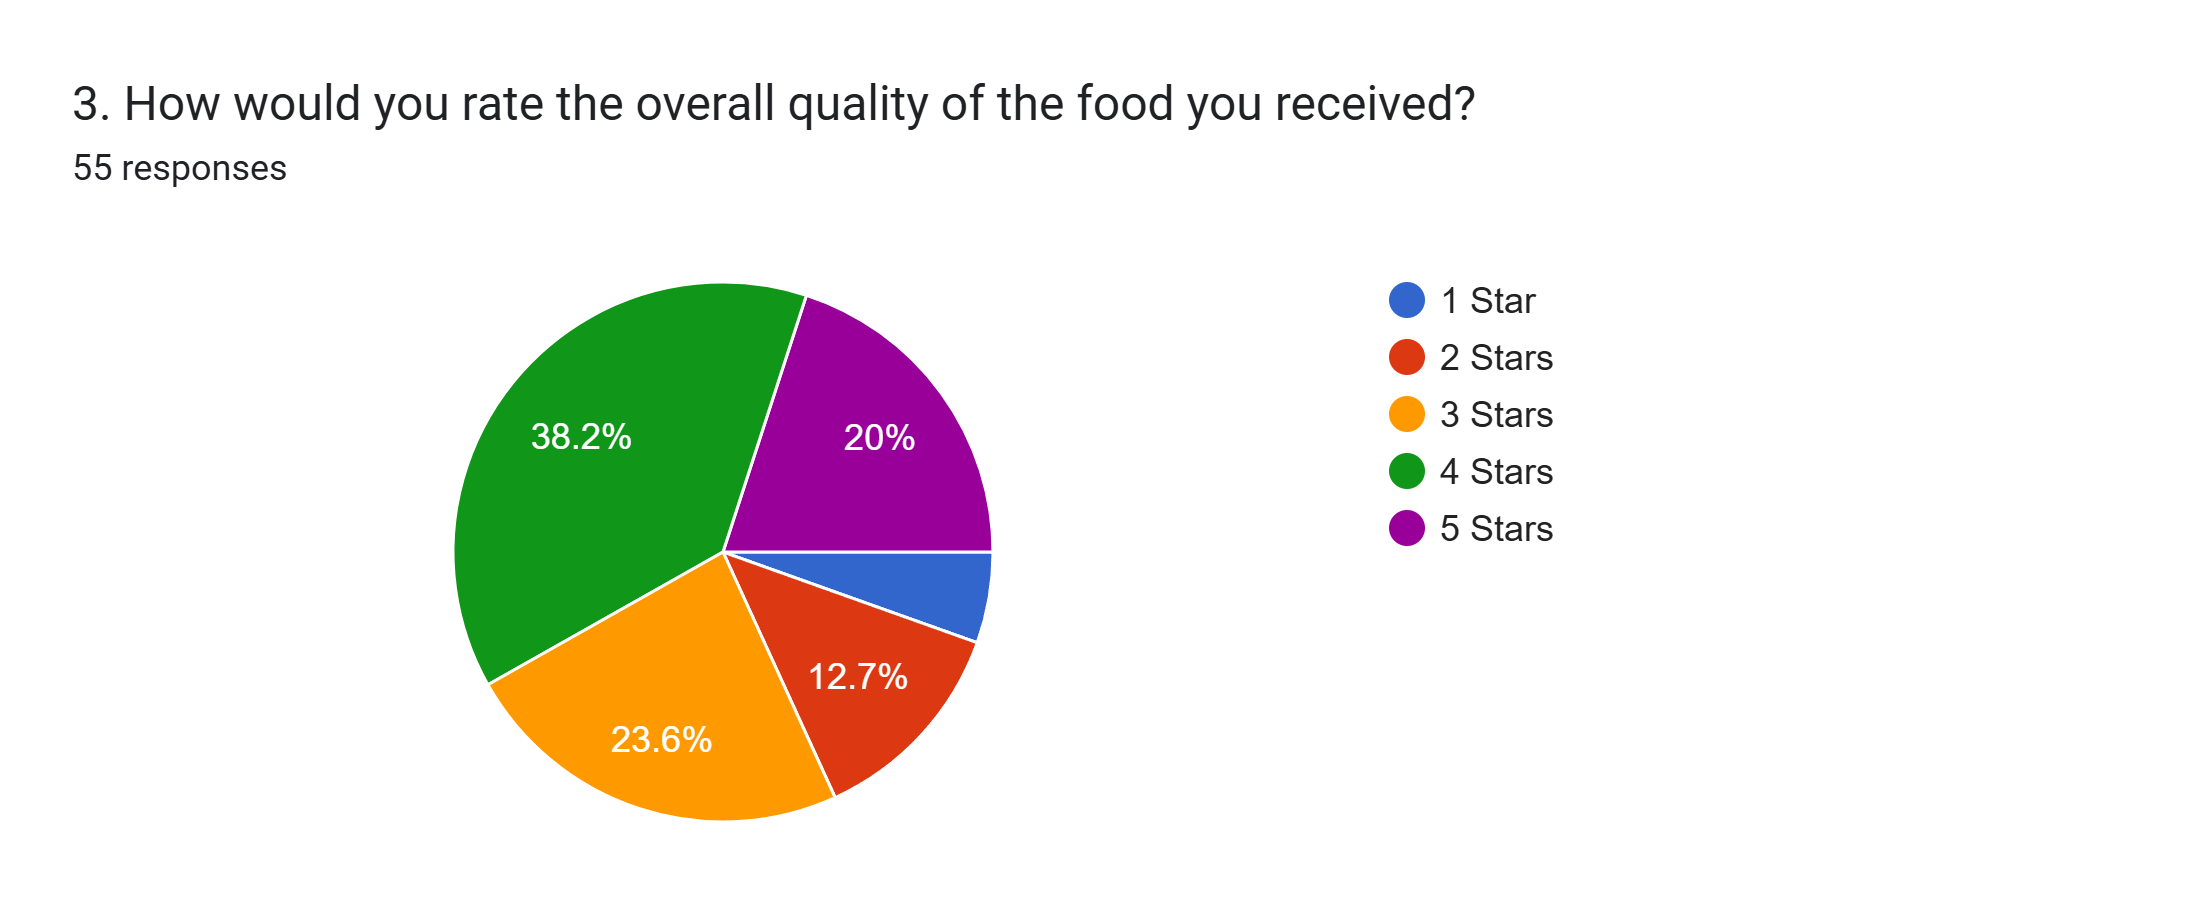 3. How would you rate the overall quality of the food you received?
55 responses
38.2%
20%
12.7%
23.6%
1 Star
2 Stars
3 Stars
4 Stars
5 Stars